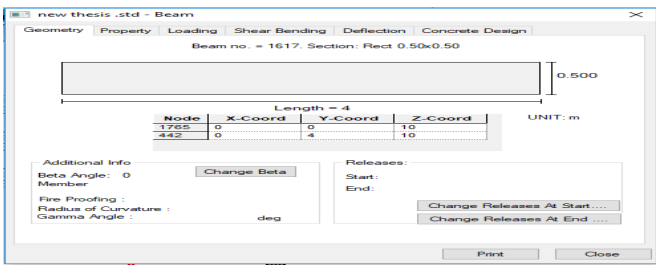 new thesis .std - Beam
Geometry Property Loading Shear Bending Deflection Concrete Design
Beam no. = 1617. Section: Rect 0.50x0.50
0.500
Length = 4
UNIT: m
Node X-Coord Y-Coord Z-Coord
1765 0 0 10
442 0 4 10
Additional Info
Beta Angle: 0
Change Beta
Member
Fire Proofing :
Radius of Curvature :
Gamma Angle : deg
Releases:
Start:
End:
Change Releases At Start....
Change Releases At End ....
Print Close